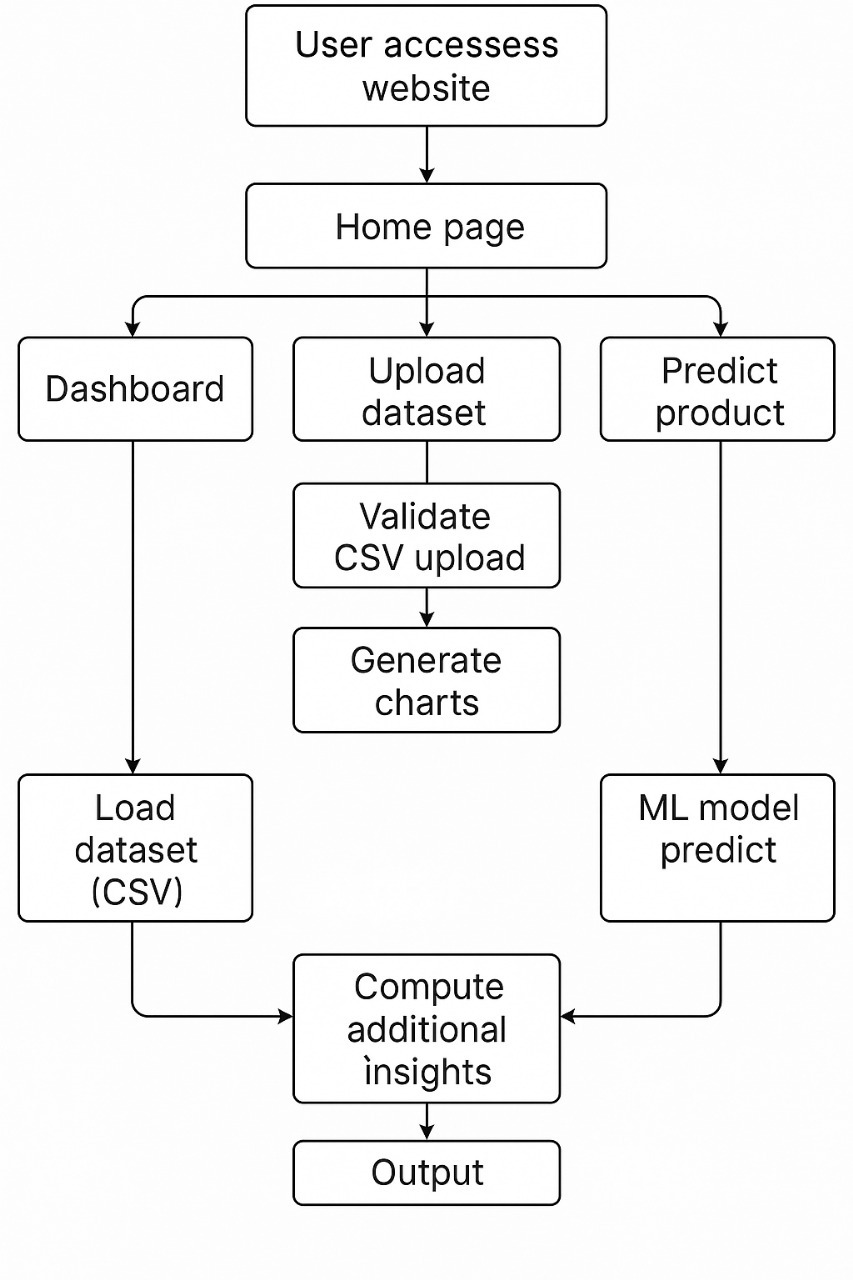 User accessess
website
Home page
Dashboard
Upload
dataset
Predict
product
Validate
CSV upload
Generate
charts
Load
dataset
(CSV)
ML model
predict
Compute
additional
ìnsights
Output